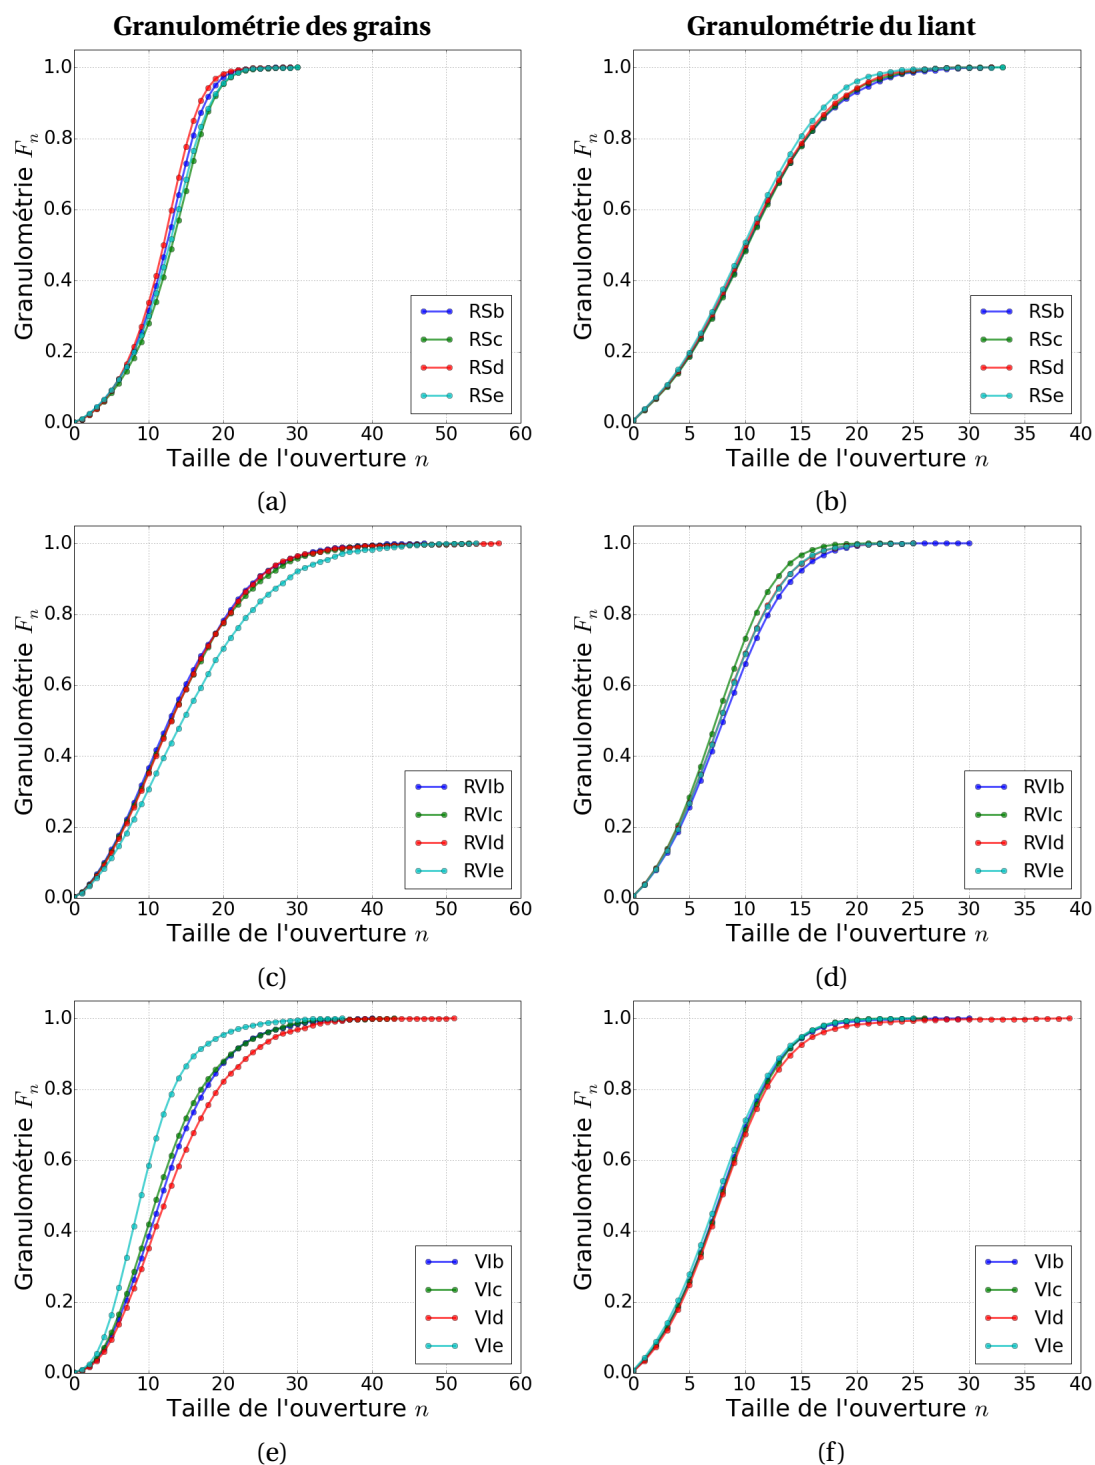 Granulométrie des grains
Granulométrie du liant
Granulométrie Fn
1.0
0.8
0.6
0.4
0.2
0.0
0 10 20 30 40 50 60
Taille de l'ouverture n
RSb
RSc
RSd
RSe
(a)
Granulométrie Fn
1.0
0.8
0.6
0.4
0.2
0.0
0 5 10 15 20 25 30 35 40
Taille de l'ouverture n
RSb
RSc
RSd
RSe
(b)
Granulométrie Fn
1.0
0.8
0.6
0.4
0.2
0.0
0 10 20 30 40 50 60
Taille de l'ouverture n
RVIb
RVIc
RVId
RVIe
(c)
Granulométrie Fn
1.0
0.8
0.6
0.4
0.2
0.0
0 5 10 15 20 25 30 35 40
Taille de l'ouverture n
RVIb
RVIc
RVId
RVIe
(d)
Granulométrie Fn
1.0
0.8
0.6
0.4
0.2
0.0
0 10 20 30 40 50 60
Taille de l'ouverture n
VIb
VIc
VId
VIe
(e)
Granulométrie Fn
1.0
0.8
0.6
0.4
0.2
0.0
0 5 10 15 20 25 30 35 40
Taille de l'ouverture n
VIb
VIc
VId
VIe
(f)